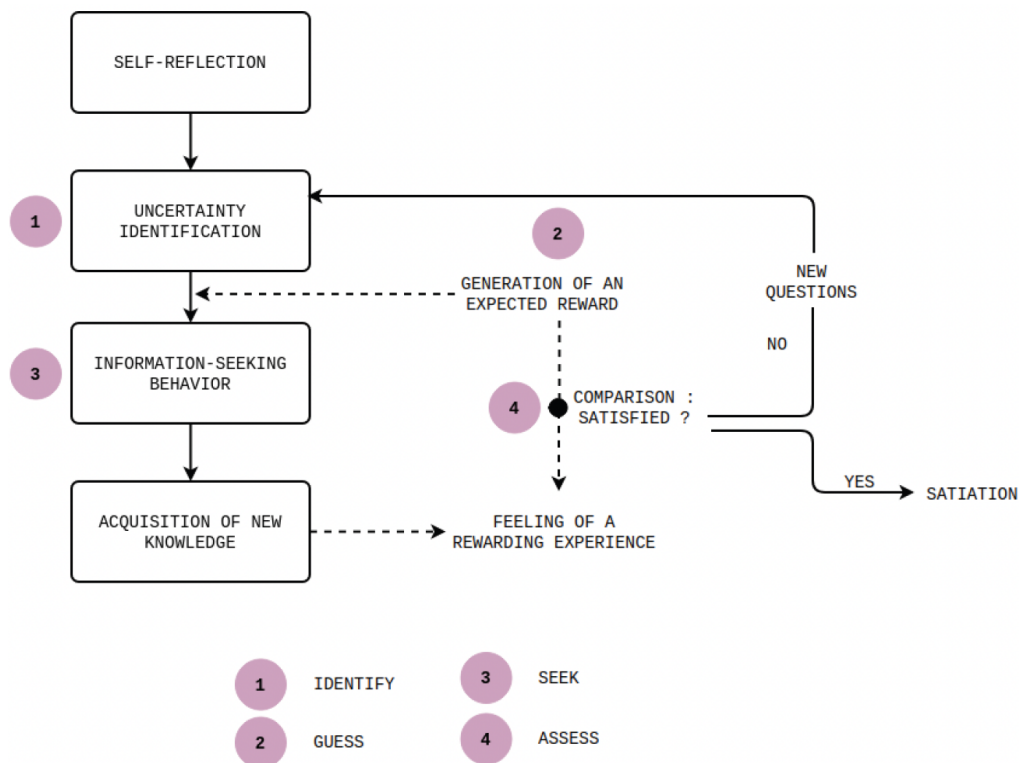 SELF-REFLECTION
1
UNCERTAINTY
IDENTIFICATION
2
GENERATION OF AN
EXPECTED REWARD
NEW
QUESTIONS
NO
3
INFORMATION-SEEKING
BEHAVIOR
4
COMPARISON :
SATISFIED ?
YES
SATIATION
ACQUISITION OF NEW
KNOWLEDGE
FEELING OF A
REWARDING EXPERIENCE
1 IDENTIFY
2 GUESS
3 SEEK
4 ASSESS